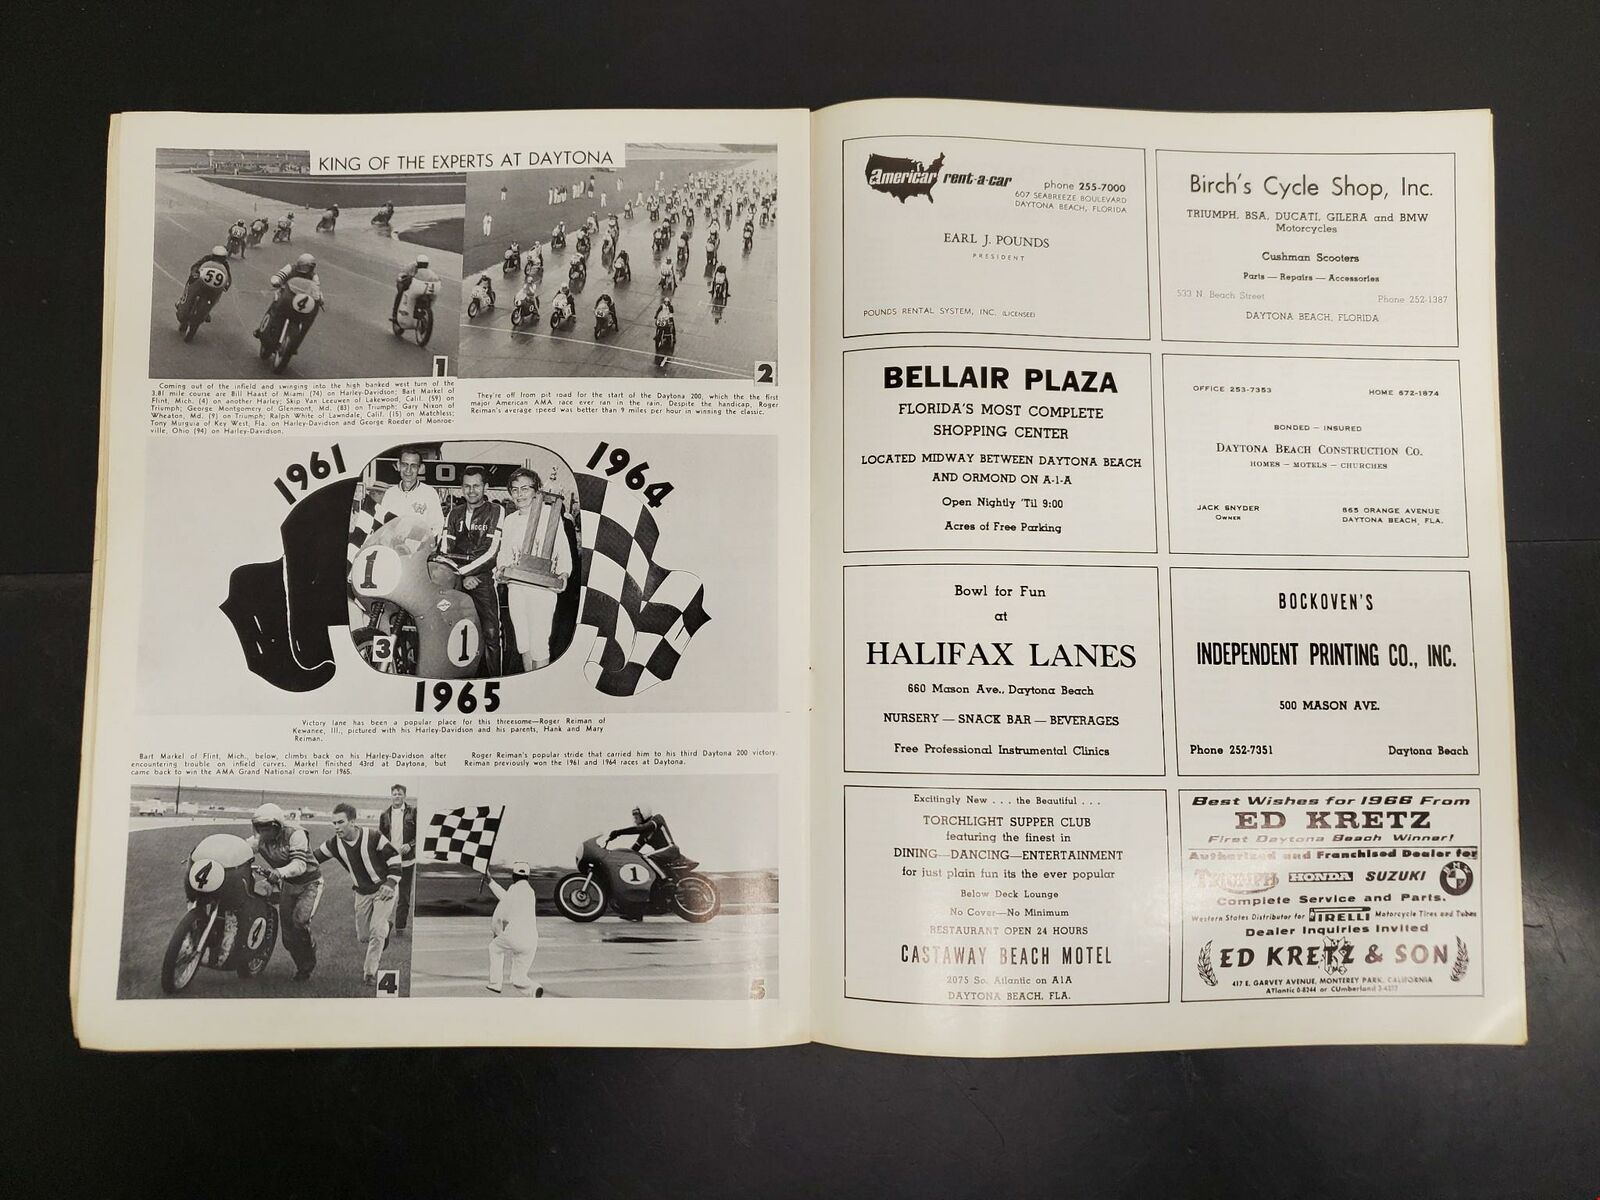 KING OF THE EXPERTS AT DAYTONA
59
4
1
2
Coming out of the infield and swinging into the high banked west turn of the
3.81 mile course are Bill Haast of Miami (74) on Harley-Davidson; Bart Markel of
Flint, Mich. (4) on another Harley; Skip Van Leeuwen of Lakewood, Calif. (59) on
Triumph; George Montgomery of Glenmont, Md. (83) on Triumph; Gary Nixon of
Wheaton, Md. (9) on Triumph; Ralph White of Lawndale, Calif. (15) on Matchless;
Tony Murguia of Key West, Fla. on Harley-Davidson and George Roeder of Monroe-
ville, Ohio (94) on Harley-Davidson.
They're off from pit road for the start of the Daytona 200, which the the first
major American AMA race ever ran in the rain. Despite the handicap, Roger
Reiman's average speed was better than 9 miles per hour in winning the classic.
1961
1964
1
1
3
1965
Victory lane has been a popular place for this threesome—Roger Reiman of
Kewanee, Ill., pictured with his Harley-Davidson and his parents, Hank and Mary
Reiman.
Bart Markel of Flint, Mich., below, climbs back on his Harley-Davidson after
encountering trouble on infield curves. Markel finished 43rd at Daytona, but
came back to win the AMA Grand National crown for 1965.
Roger Reiman's popular stride that carried him to his third Daytona 200 victory.
Reiman previously won the 1961 and 1964 races at Daytona.
4
4
4
1
5
americar rent-a-car
phone 255-7000
607 SEABREEZE BOULEVARD
DAYTONA BEACH, FLORIDA
EARL J. POUNDS
PRESIDENT
POUNDS RENTAL SYSTEM, INC. (LICENSEE)
Birch's Cycle Shop, Inc.
TRIUMPH, BSA, DUCATI, GILERA and BMW
Motorcycles
Cushman Scooters
Parts — Repairs — Accessories
533 N. Beach Street Phone 252-1387
DAYTONA BEACH, FLORIDA
BELLAIR PLAZA
FLORIDA'S MOST COMPLETE
SHOPPING CENTER
LOCATED MIDWAY BETWEEN DAYTONA BEACH
AND ORMOND ON A-1-A
Open Nightly 'Til 9:00
Acres of Free Parking
OFFICE 253-7353 HOME 672-1874
BONDED — INSURED
DAYTONA BEACH CONSTRUCTION CO.
HOMES — MOTELS — CHURCHES
JACK SNYDER
OWNER
865 ORANGE AVENUE
DAYTONA BEACH, FLA.
Bowl for Fun
at
HALIFAX LANES
660 Mason Ave., Daytona Beach
NURSERY — SNACK BAR — BEVERAGES
Free Professional Instrumental Clinics
BOCKOVEN'S
INDEPENDENT PRINTING CO., INC.
500 MASON AVE.
Phone 252-7351 Daytona Beach
Excitingly New . . . the Beautiful . . .
TORCHLIGHT SUPPER CLUB
featuring the finest in
DINING—DANCING—ENTERTAINMENT
for just plain fun its the ever popular
Below Deck Lounge
No Cover—No Minimum
RESTAURANT OPEN 24 HOURS
CASTAWAY BEACH MOTEL
2075 So. Atlantic on A1A
DAYTONA BEACH, FLA.
Best Wishes for 1966 From
ED KRETZ
First Daytona Beach Winner!
Authorized and Franchised Dealer for
TRIUMPH HONDA SUZUKI BMW
Complete Service and Parts.
Western States Distributor for PIRELLI Motorcycle Tires and Tubes
Dealer Inquiries Invited
ED KRETZ & SON
417 E. GARVEY AVENUE, MONTEREY PARK, CALIFORNIA
ATlantic 0-8244 or CUmberland